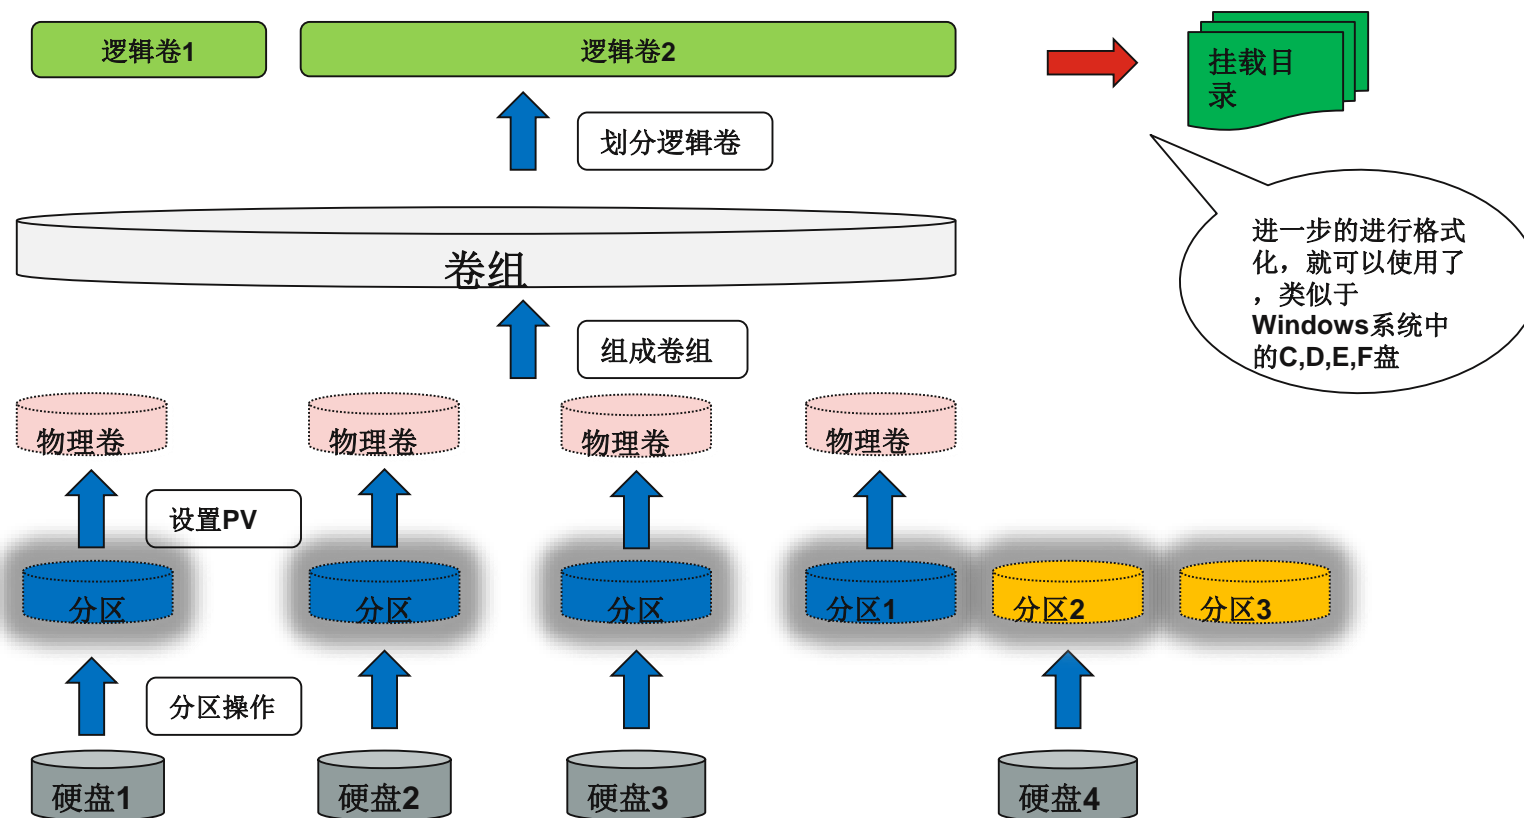 逻辑卷1
逻辑卷2
挂载目
录
划分逻辑卷
进一步的进行格式
化，就可以使用了
，类似于
Windows系统中
的C,D,E,F盘
卷组
组成卷组
物理卷
物理卷
物理卷
物理卷
设置PV
分区
分区
分区
分区1
分区2
分区3
分区操作
硬盘1
硬盘2
硬盘3
硬盘4